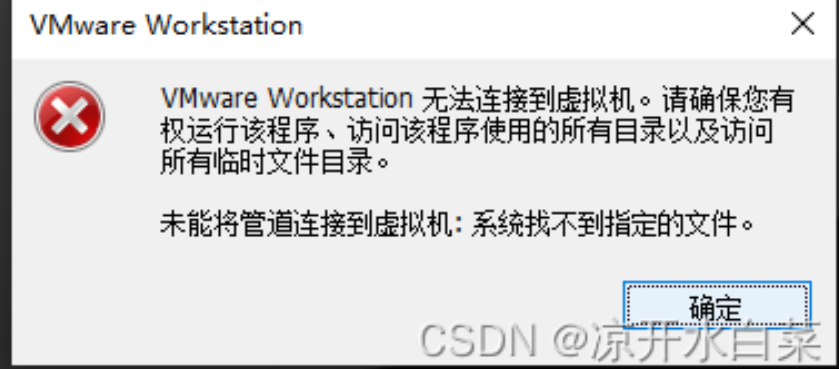 VMware Workstation
VMware Workstation 无法连接到虚拟机。请确保您有
权运行该程序、访问该程序使用的所有目录以及访问
所有临时文件目录。
未能将管道连接到虚拟机: 系统找不到指定的文件。
确定
CSDN @凉开水白菜